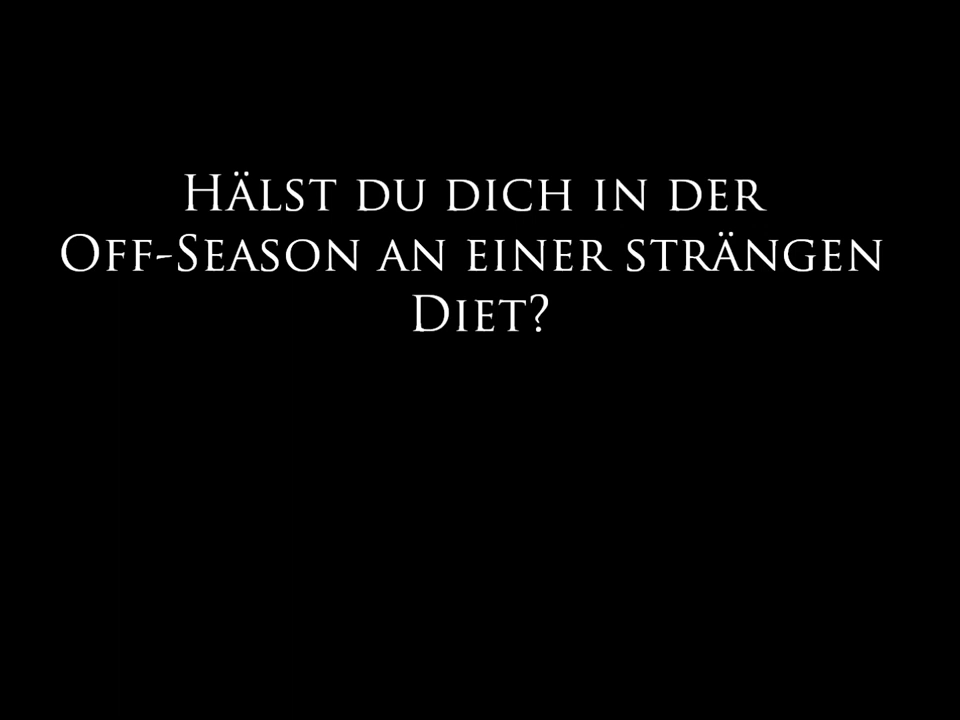 Hälst du dich in der
Off-Season an einer strängen
Diet?